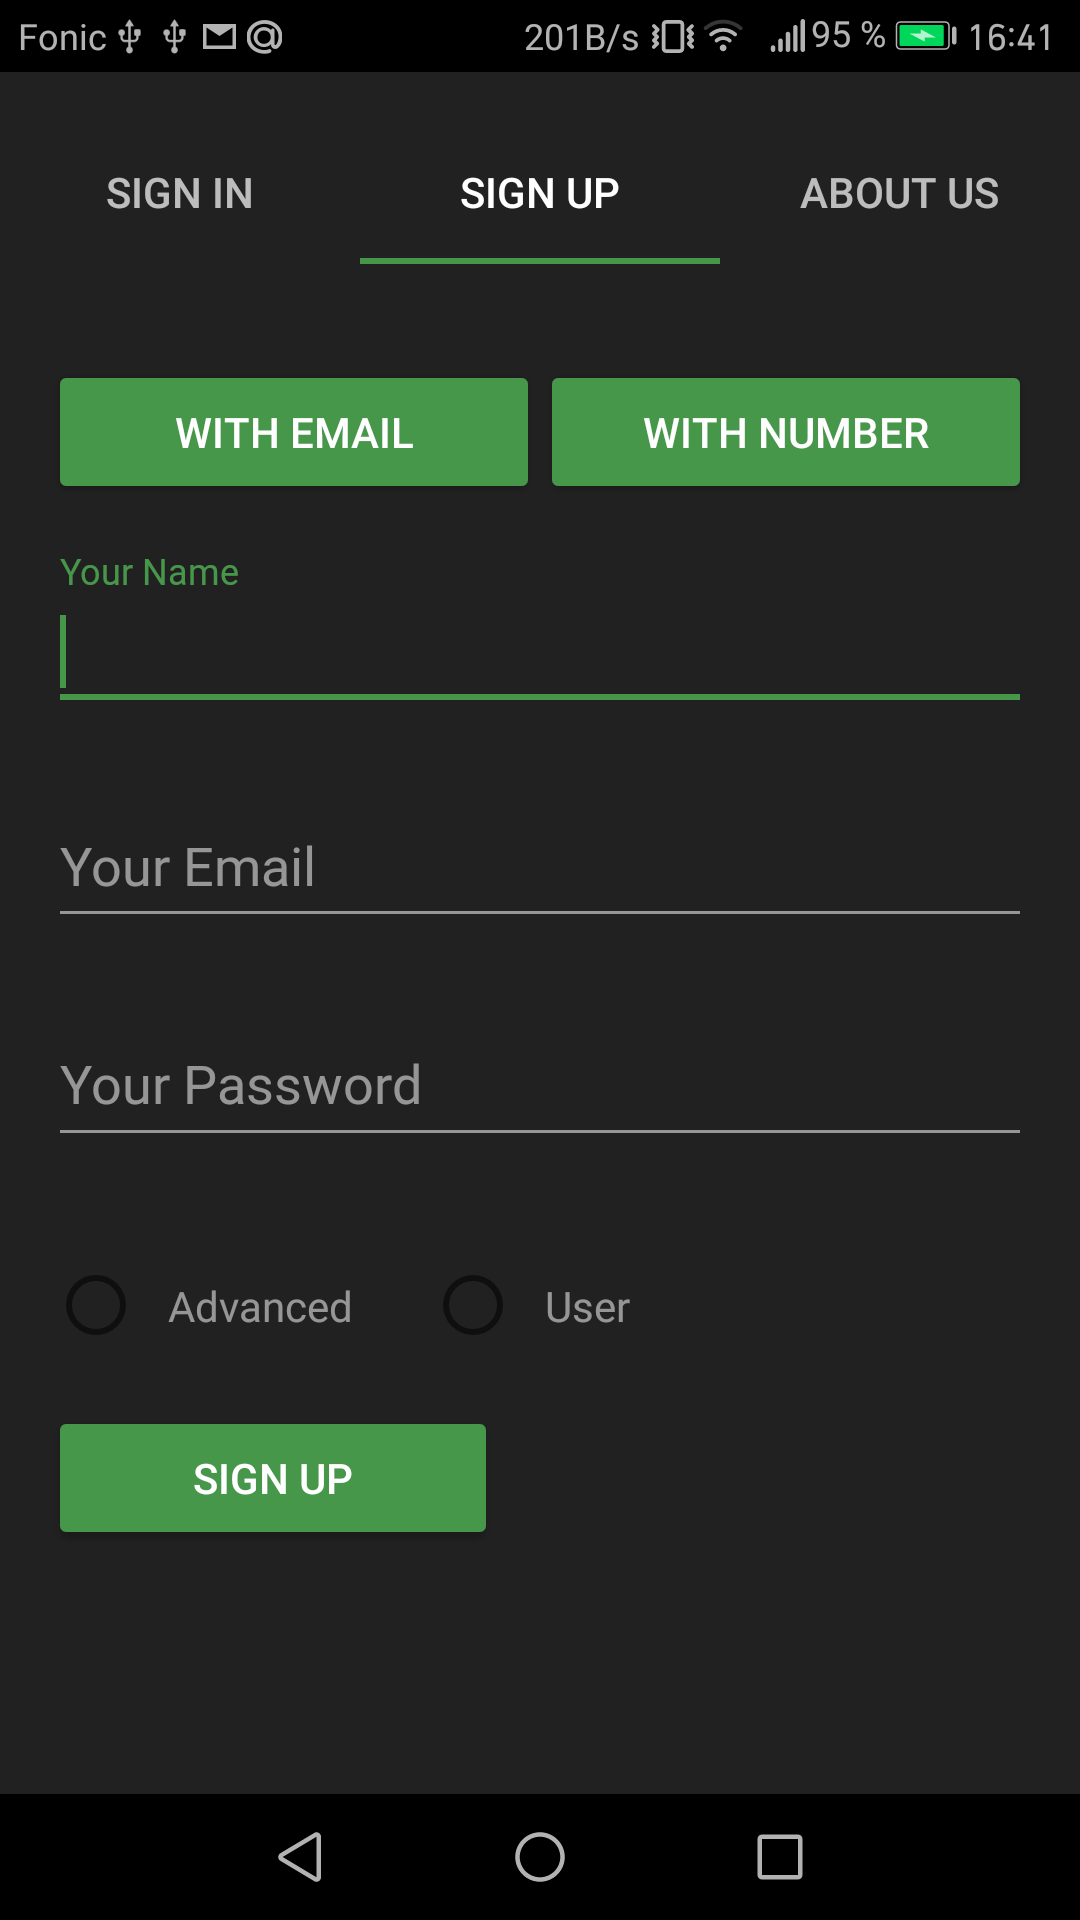 Fonic 201B/s 95 % 16:41
SIGN IN SIGN UP ABOUT US
WITH EMAIL WITH NUMBER
Your Name
Your Email
Your Password
Advanced User
SIGN UP